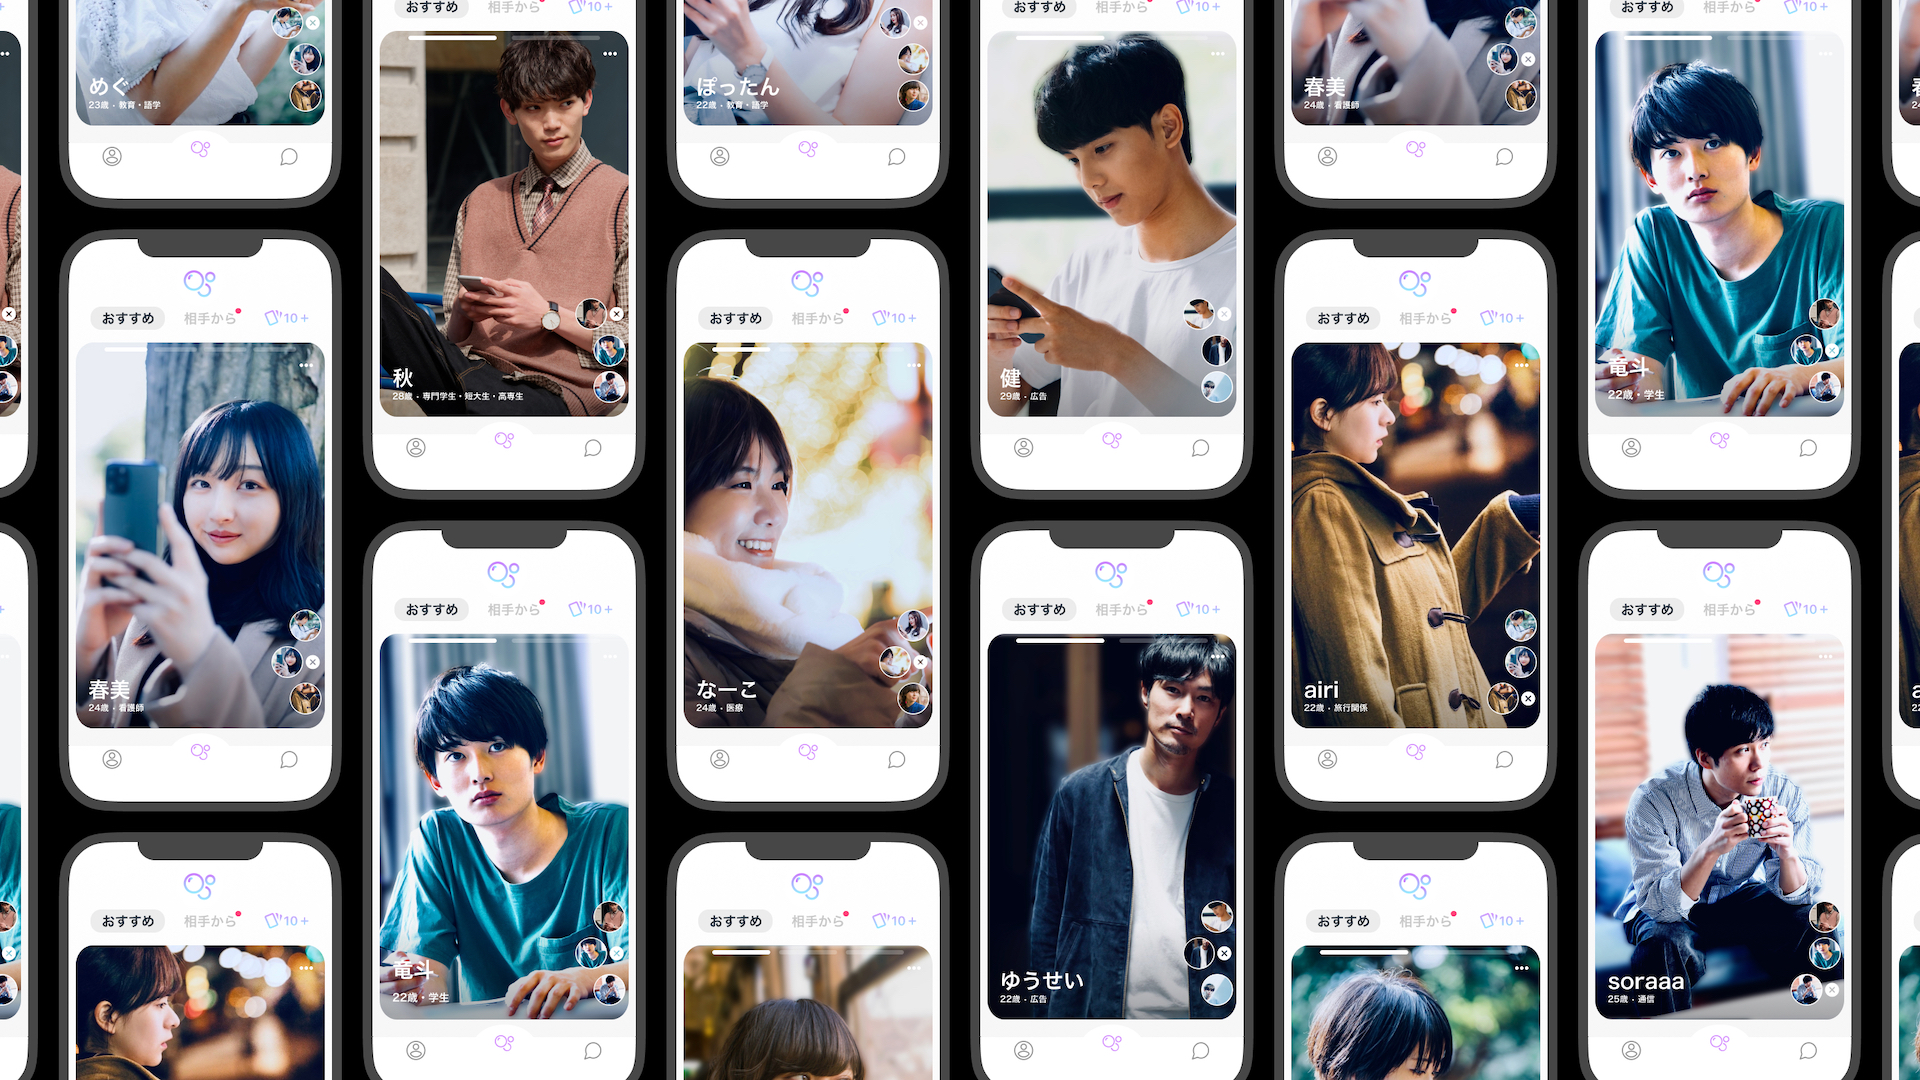 めぐ
23歳・教育・語学
おすすめ
相手から
10+
春美
24歳・看護師
おすすめ
相手から
10+
おすすめ
相手から
10+
秋
28歳・専門学生・短大生・高専生
おすすめ
相手から
10+
竜斗
22歳・学生
ぽったん
22歳・教育・語学
おすすめ
相手から
10+
なーこ
24歳・医療
おすすめ
相手から
10+
おすすめ
相手から
10+
健
29歳・広告
おすすめ
相手から
10+
ゆうせい
22歳・広告
春美
24歳・看護師
おすすめ
相手から
10+
airi
22歳・旅行関係
おすすめ
相手から
10+
おすすめ
相手から
10+
竜斗
22歳・学生
おすすめ
相手から
10+
soraaa
25歳・通信